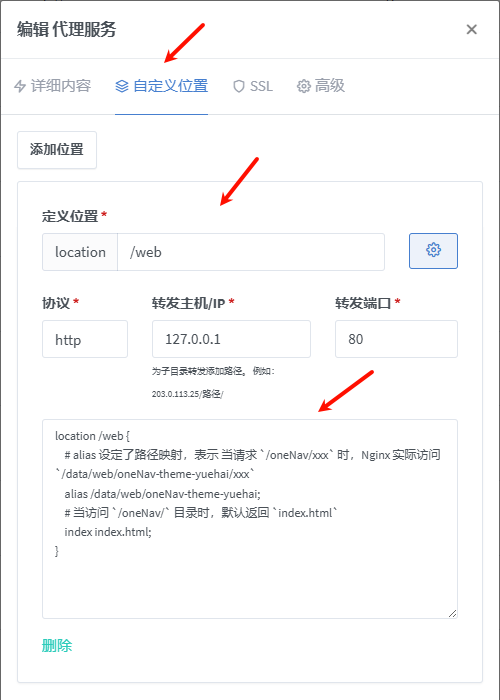 编辑 代理服务
详细内容 自定义位置 SSL 高级
添加位置
定义位置 *
location /web
协议 * 转发主机/IP * 转发端口 *
http 127.0.0.1 80
为子目录转发添加路径。 例如：
203.0.113.25/路径/
location /web {
# alias 设定了路径映射，表示 当请求 `/oneNav/xxx` 时，Nginx 实际访问
`/data/web/oneNav-theme-yuehai/xxx`
alias /data/web/oneNav-theme-yuehai;
# 当访问 `/oneNav/` 目录时，默认返回 `index.html`
index index.html;
}
删除